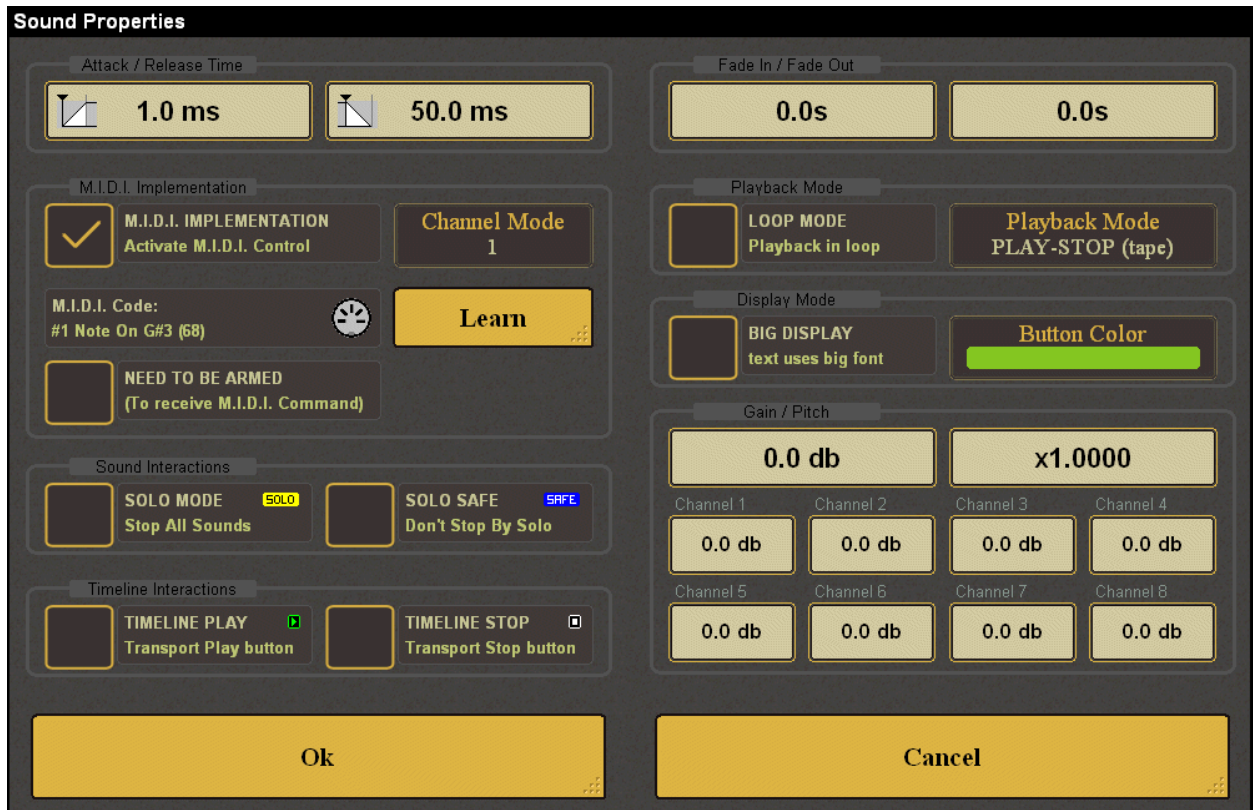 Sound Properties
Attack / Release Time
1.0 ms
50.0 ms
M.I.D.I. Implementation
M.I.D.I. IMPLEMENTATION
Activate M.I.D.I. Control
Channel Mode
1
M.I.D.I. Code:
#1 Note On G#3 (68)
Learn
NEED TO BE ARMED
(To receive M.I.D.I. Command)
Sound Interactions
SOLO MODE SOLO
Stop All Sounds
SOLO SAFE SAFE
Don't Stop By Solo
Timeline Interactions
TIMELINE PLAY
Transport Play button
TIMELINE STOP
Transport Stop button
Fade In / Fade Out
0.0s
0.0s
Playback Mode
LOOP MODE
Playback in loop
Playback Mode
PLAY-STOP (tape)
Display Mode
BIG DISPLAY
text uses big font
Button Color
Gain / Pitch
0.0 db
x1.0000
Channel 1
Channel 2
Channel 3
Channel 4
0.0 db
0.0 db
0.0 db
0.0 db
Channel 5
Channel 6
Channel 7
Channel 8
0.0 db
0.0 db
0.0 db
0.0 db
Ok
Cancel